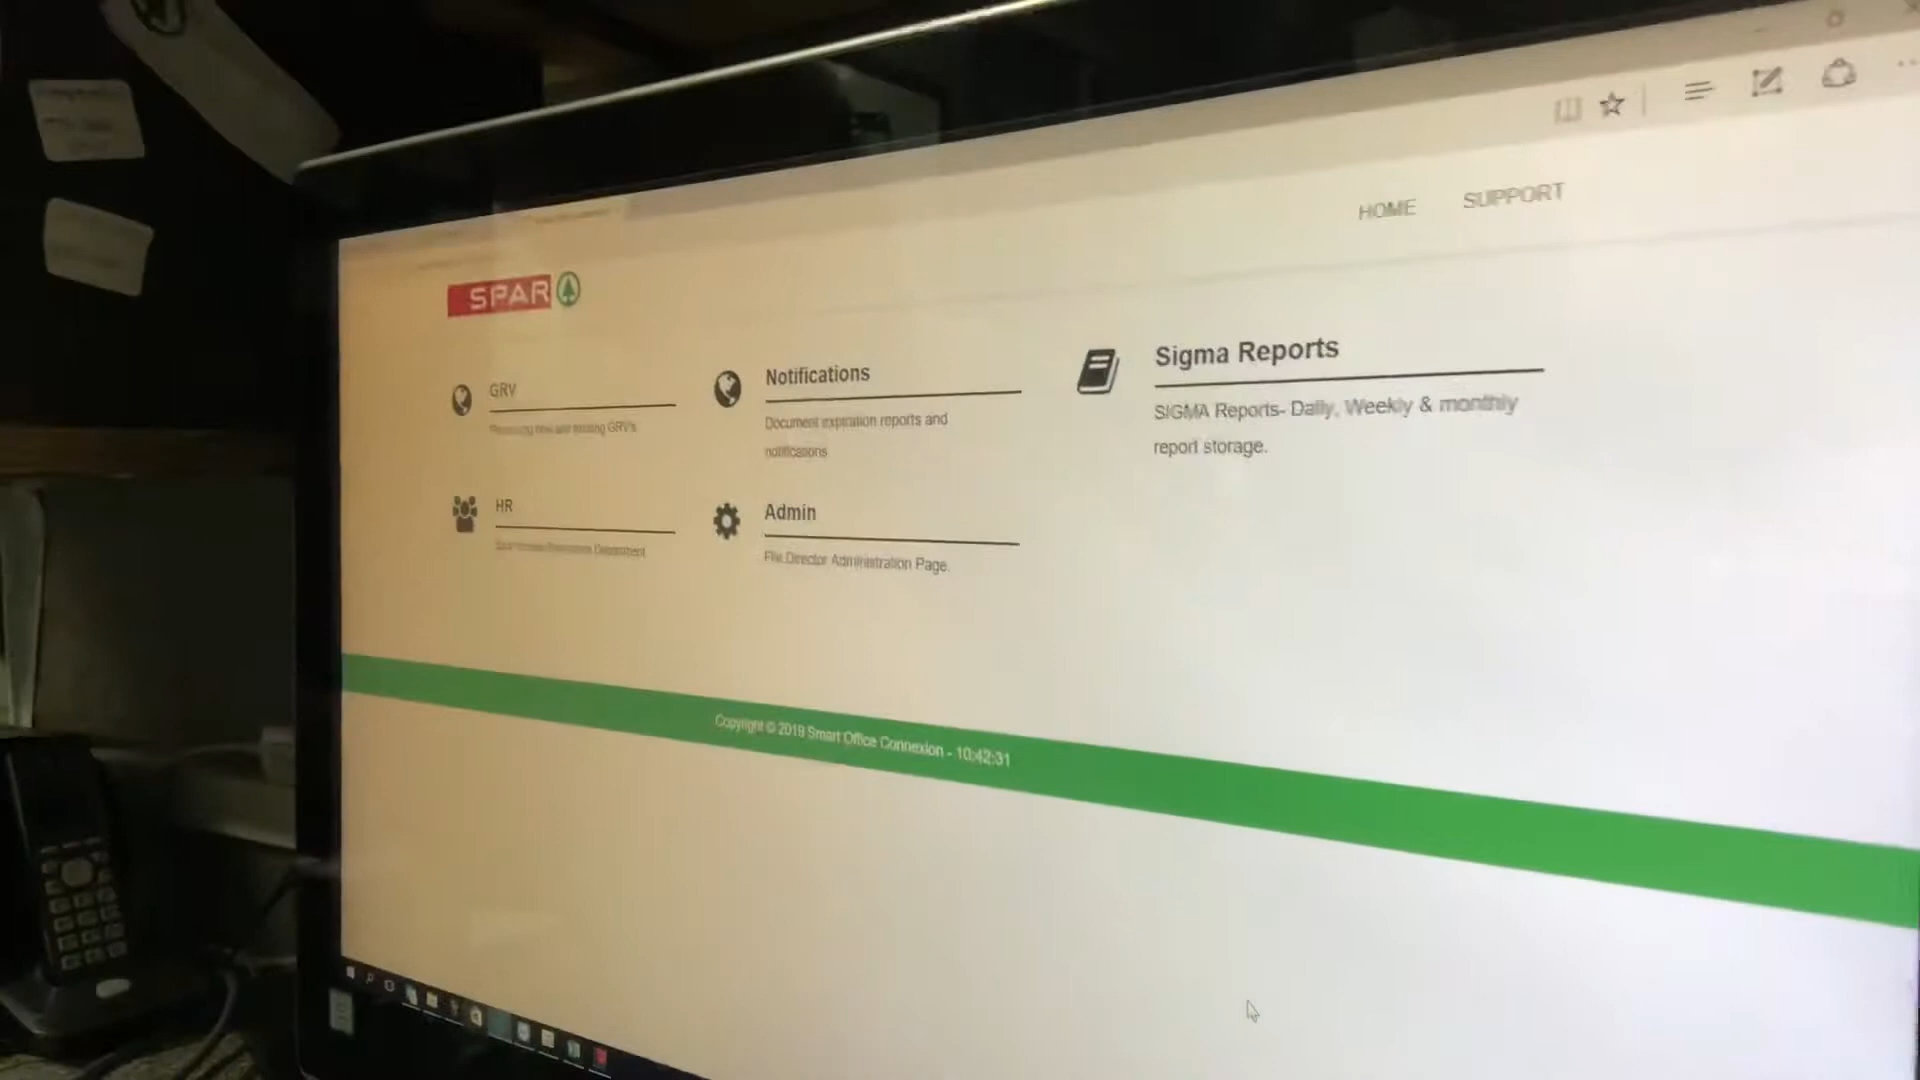 HOME SUPPORT
SPAR
GRV
Notifications
Document expiration reports and
notifications
Sigma Reports
SIGMA Reports- Daily, Weekly & monthly
report storage.
HR
Admin
File Director Administration Page.
Copyright © 2019 Smart Office Connexion - 10:42:31